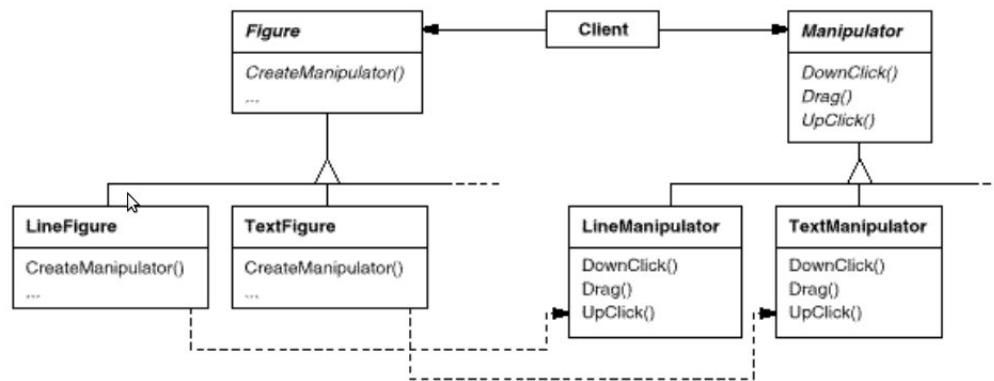 Figure
CreateManipulator()
...
Client
Manipulator
DownClick()
Drag()
UpClick()
LineFigure
CreateManipulator()
...
TextFigure
CreateManipulator()
...
LineManipulator
DownClick()
Drag()
UpClick()
TextManipulator
DownClick()
Drag()
UpClick()